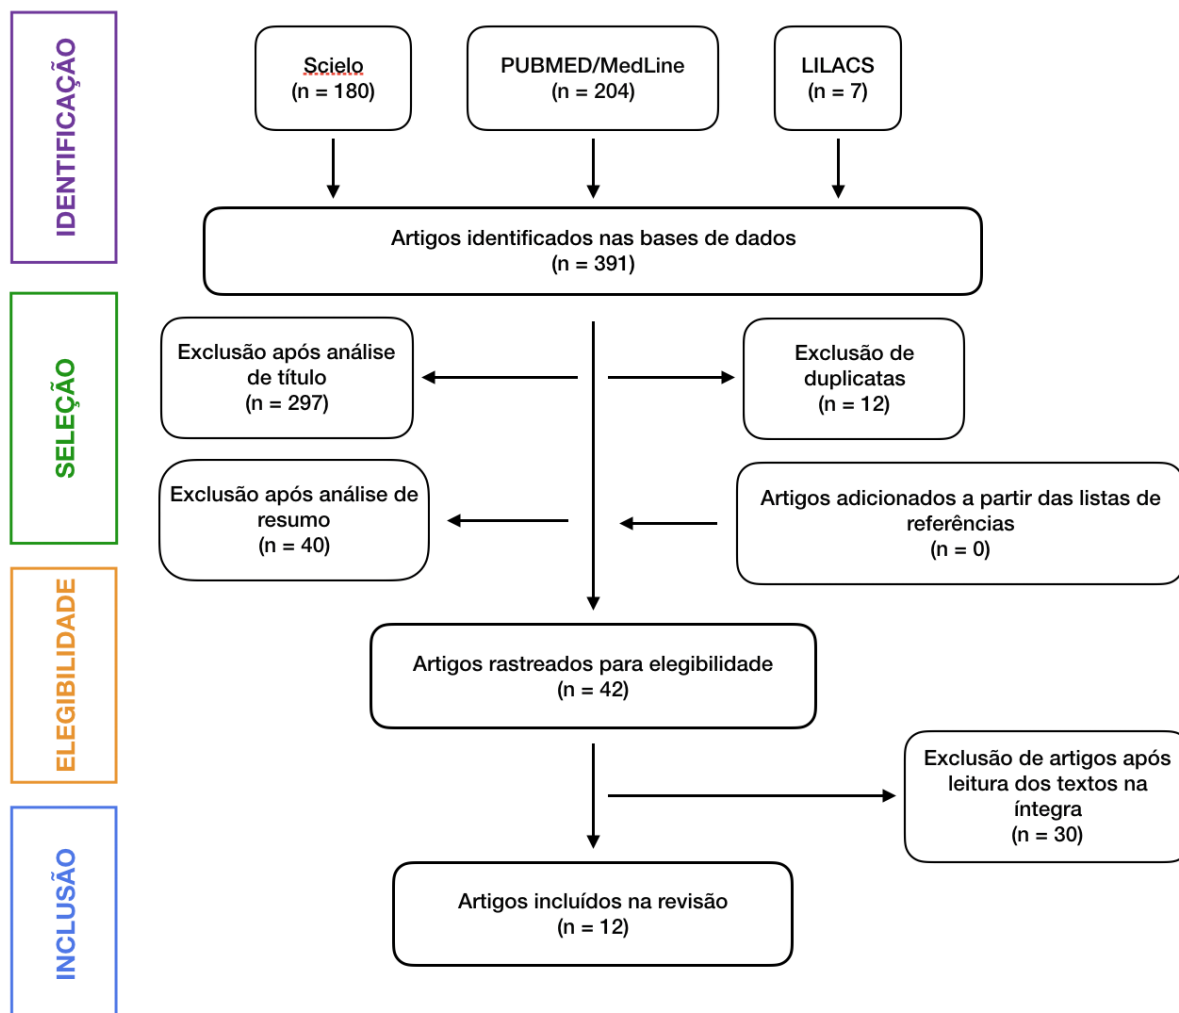 IDENTIFICAÇÃO
Scielo
(n = 180)
PUBMED/MedLine
(n = 204)
LILACS
(n = 7)
Artigos identificados nas bases de dados
(n = 391)
SELEÇÃO
Exclusão após análise
de título
(n = 297)
Exclusão de
duplicatas
(n = 12)
Exclusão após análise de
resumo
(n = 40)
Artigos adicionados a partir das listas de
referências
(n = 0)
ELEGIBILIDADE
Artigos rastreados para elegibilidade
(n = 42)
Exclusão de artigos após
leitura dos textos na
íntegra
(n = 30)
INCLUSÃO
Artigos incluídos na revisão
(n = 12)